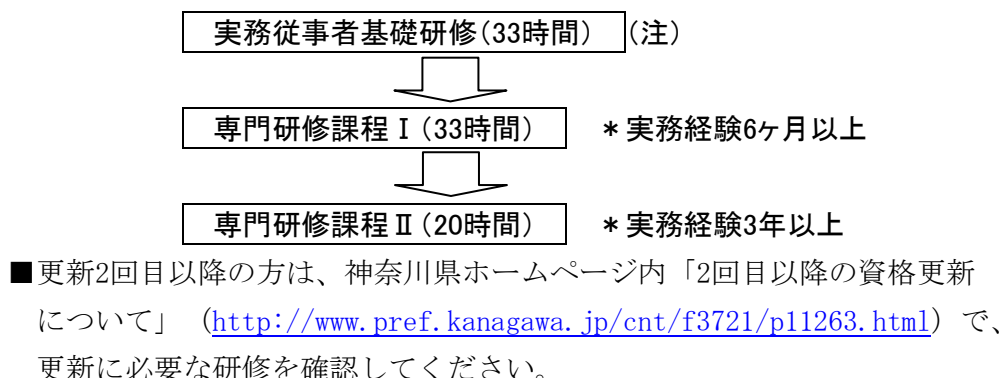 実務従事者基礎研修(33時間) (注)
専門研修課程Ⅰ(33時間) *実務経験6ヶ月以上
専門研修課程Ⅱ(20時間) *実務経験3年以上
■更新2回目以降の方は、神奈川県ホームページ内「2回目以降の資格更新
について」 (http://www.pref.kanagawa.jp/cnt/f3721/p11263.html) で、
更新に必要な研修を確認してください。